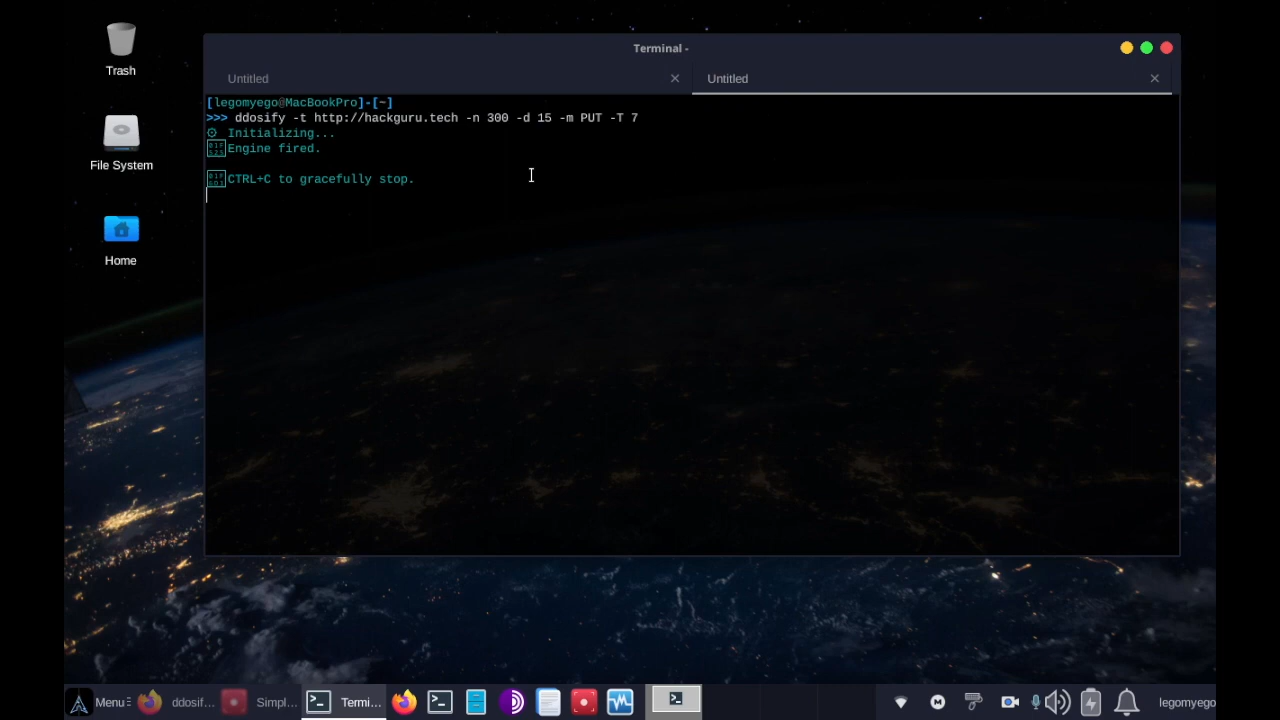 Trash
File System
Home
Terminal -
Untitled
Untitled
[legomyego@MacBookPro]-[~]
>>> ddosify -t http://hackguru.tech -n 300 -d 15 -m PUT -T 7
Initializing...
Engine fired.
CTRL+C to gracefully stop.
Menu
ddosif...
Simpl...
Termi...
M
legomyego